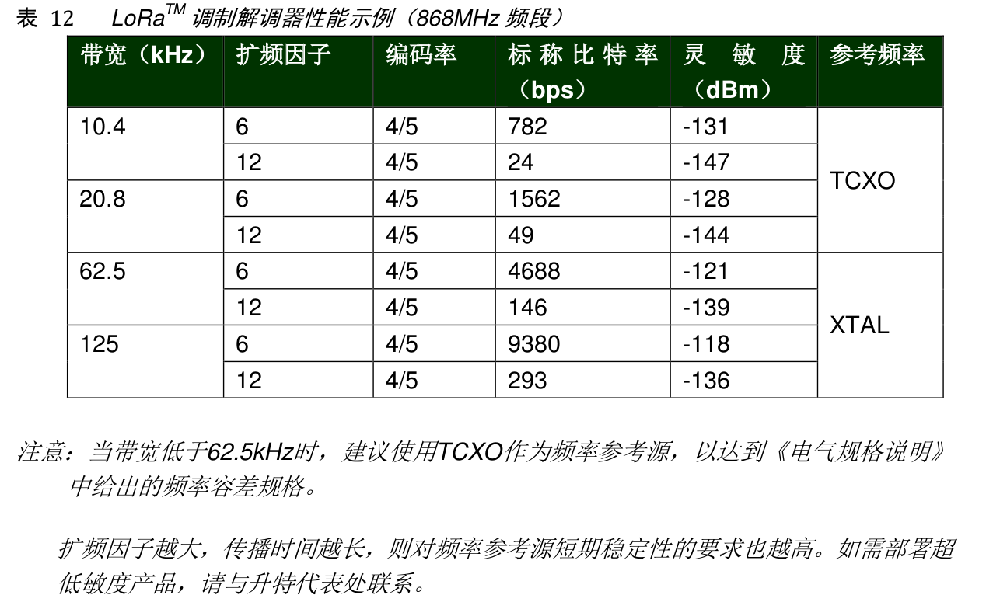 表 12 LoRaTM 调制解调器性能示例（868MHz 频段）
带宽（kHz） 扩频因子 编码率 标称比特率（bps） 灵敏度（dBm） 参考频率
10.4 6 4/5 782 -131 TCXO
12 4/5 24 -147
20.8 6 4/5 1562 -128
12 4/5 49 -144
62.5 6 4/5 4688 -121 XTAL
12 4/5 146 -139
125 6 4/5 9380 -118
12 4/5 293 -136
注意：当带宽低于62.5kHz时，建议使用TCXO作为频率参考源，以达到《电气规格说明》
中给出的频率容差规格。
扩频因子越大，传播时间越长，则对频率参考源短期稳定性的要求也越高。如需部署超
低敏度产品，请与升特代表处联系。